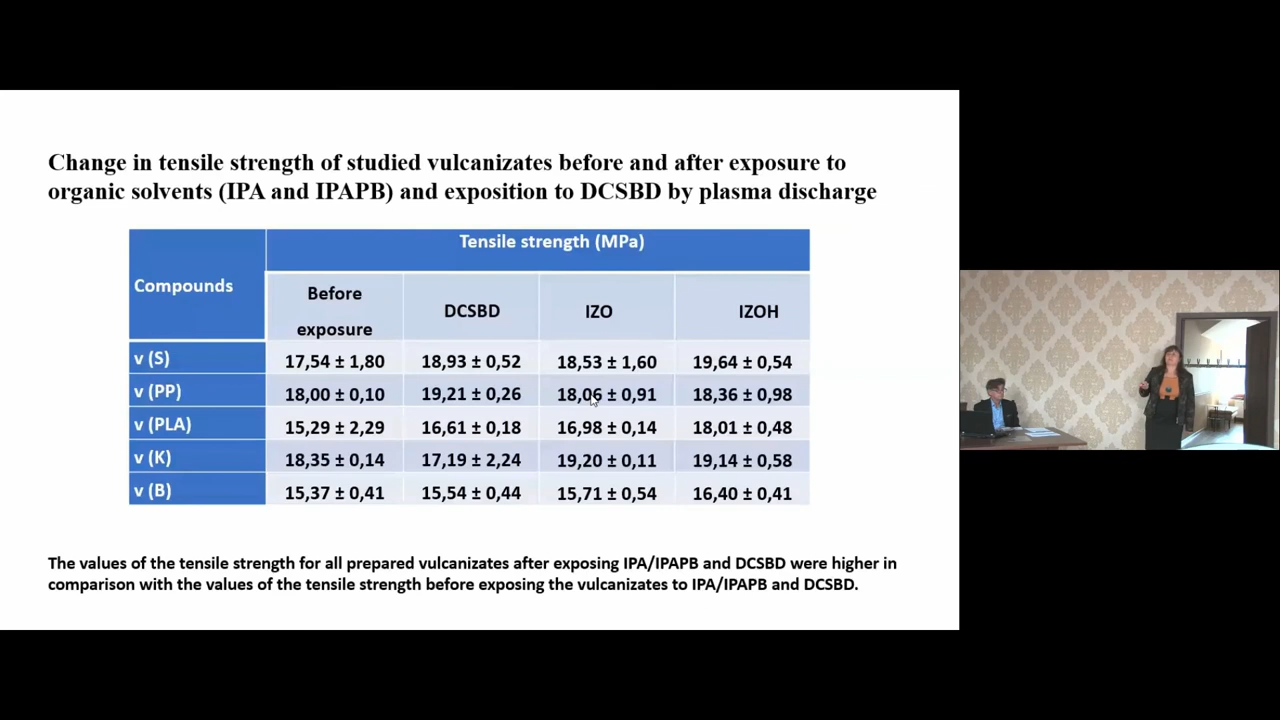 Change in tensile strength of studied vulcanizates before and after exposure to
organic solvents (IPA and IPAPB) and exposition to DCSBD by plasma discharge
Compounds
Tensile strength (MPa)
Before
exposure
DCSBD
IZO
IZOH
v (S)
17,54 ± 1,80
18,93 ± 0,52
18,53 ± 1,60
19,64 ± 0,54
v (PP)
18,00 ± 0,10
19,21 ± 0,26
18,06 ± 0,91
18,36 ± 0,98
v (PLA)
15,29 ± 2,29
16,61 ± 0,18
16,98 ± 0,14
18,01 ± 0,48
v (K)
18,35 ± 0,14
17,19 ± 2,24
19,20 ± 0,11
19,14 ± 0,58
v (B)
15,37 ± 0,41
15,54 ± 0,44
15,71 ± 0,54
16,40 ± 0,41
The values of the tensile strength for all prepared vulcanizates after exposing IPA/IPAPB and DCSBD were higher in
comparison with the values of the tensile strength before exposing the vulcanizates to IPA/IPAPB and DCSBD.